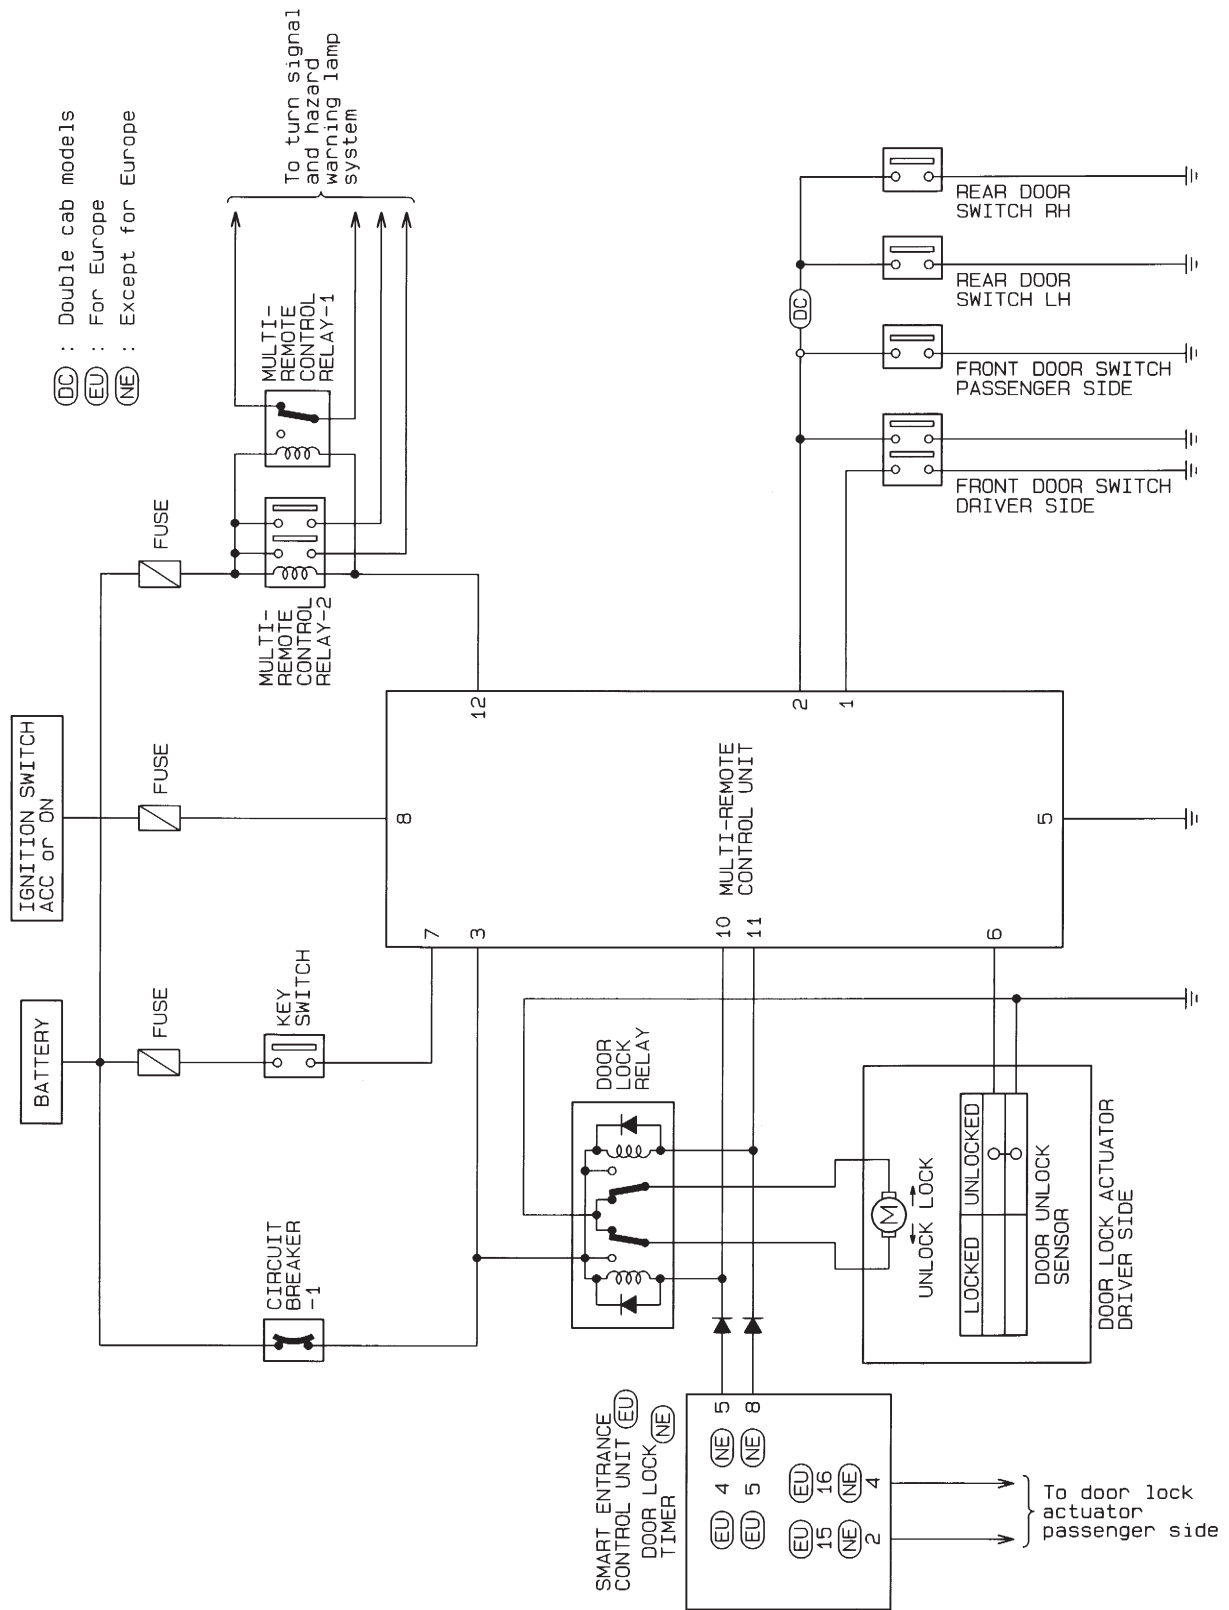 BATTERY
IGNITION SWITCH
ACC or ON
DC : Double cab models
EU : For Europe
NE : Except for Europe
CIRCUIT
BREAKER
-1
FUSE
KEY
SWITCH
FUSE
FUSE
MULTI-
REMOTE
CONTROL
RELAY-2
MULTI-
REMOTE
CONTROL
RELAY-1
To turn signal
and hazard
warning lamp
system
7
3
8
12
10
11
6
5
2
1
MULTI-REMOTE
CONTROL UNIT
DOOR
LOCK
RELAY
SMART ENTRANCE
CONTROL UNIT EU
DOOR LOCK NE
TIMER
EU 4 NE 5
EU 5 NE 8
EU EU
15 16
NE NE
2 4
To door lock
actuator
passenger side
M
UNLOCK LOCK
LOCKED UNLOCKED
DOOR UNLOCK
SENSOR
DOOR LOCK ACTUATOR
DRIVER SIDE
FRONT DOOR SWITCH
DRIVER SIDE
FRONT DOOR SWITCH
PASSENGER SIDE
DC
REAR DOOR
SWITCH LH
REAR DOOR
SWITCH RH